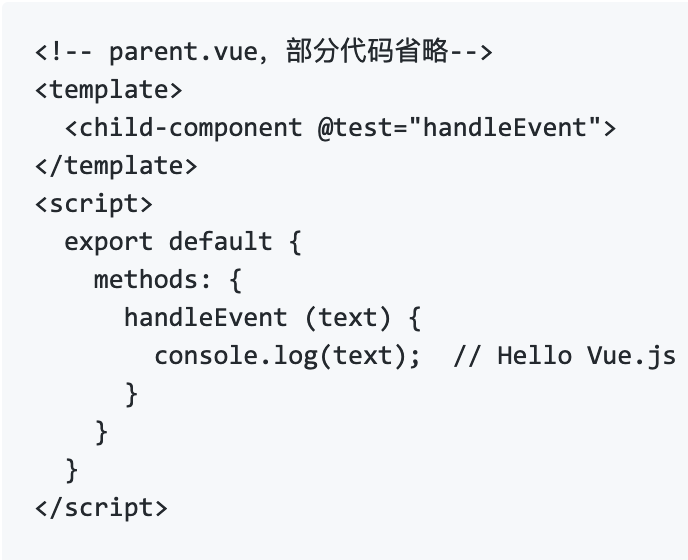 <!-- parent.vue，部分代码省略-->
<template>
  <child-component @test="handleEvent">
</template>
<script>
  export default {
    methods: {
      handleEvent (text) {
        console.log(text);  // Hello Vue.js
      }
    }
  }
</script>